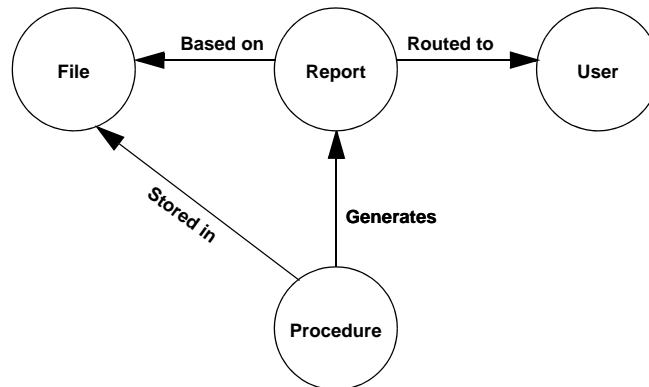 Based on
Routed to
File
Report
User
Stored in
Generates
Procedure